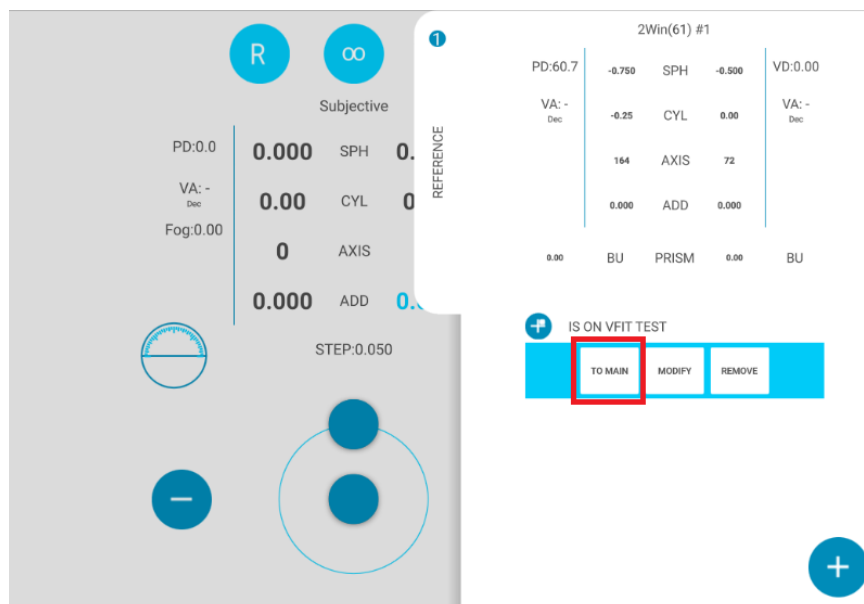 R
∞
Subjective
PD:0.0
0.000 SPH 0.
VA: -
Dec
0.00 CYL 0
Fog:0.00
0 AXIS
0.000 ADD 0.
STEP:0.050
−
1
REFERENCE
2Win(61) #1
PD:60.7 -0.750 SPH -0.500 VD:0.00
VA: - -0.25 CYL 0.00 VA: -
Dec Dec
164 AXIS 72
0.000 ADD 0.000
0.00 BU PRISM 0.00 BU
IS ON VFIT TEST
TO MAIN MODIFY REMOVE
+